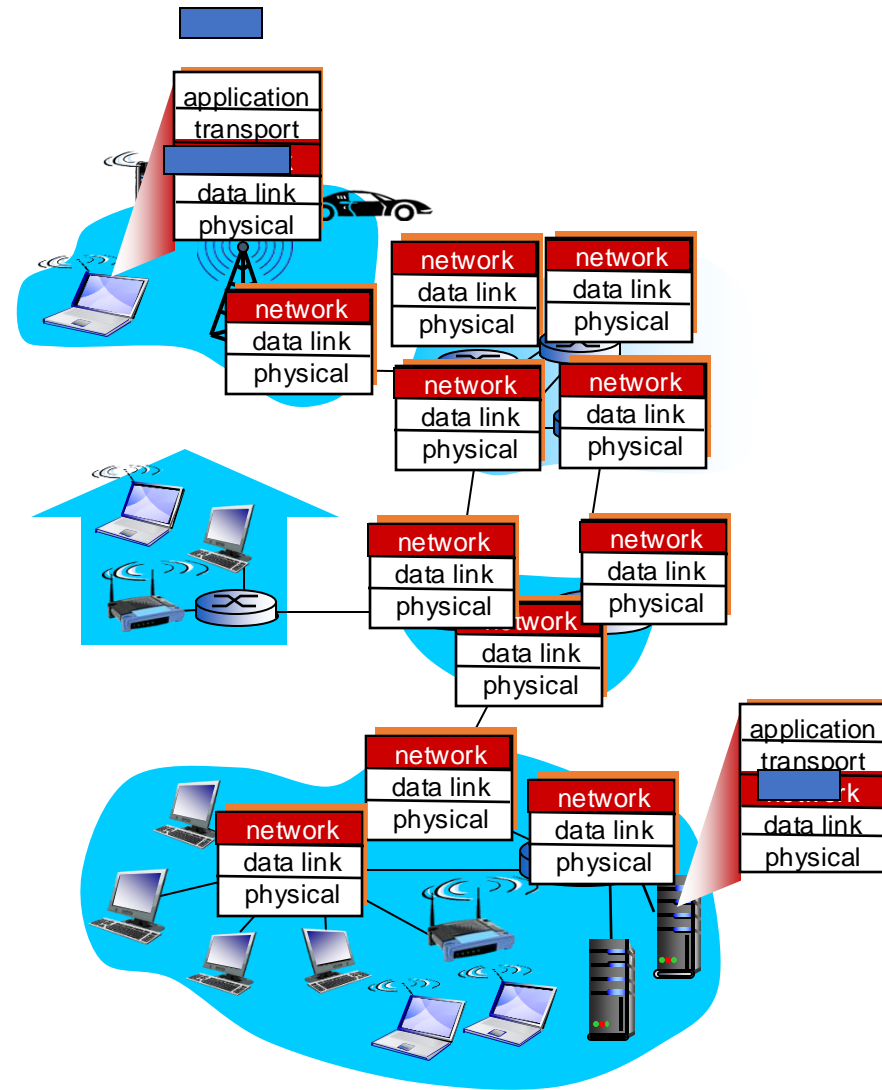 application
transport
data link
physical
network
data link
physical
network
data link
physical
network
data link
physical
network
data link
physical
network
data link
physical
network
data link
physical
network
data link
physical
network
data link
physical
application
transport
network
data link
physical
network
data link
physical
network
data link
physical
network
data link
physical